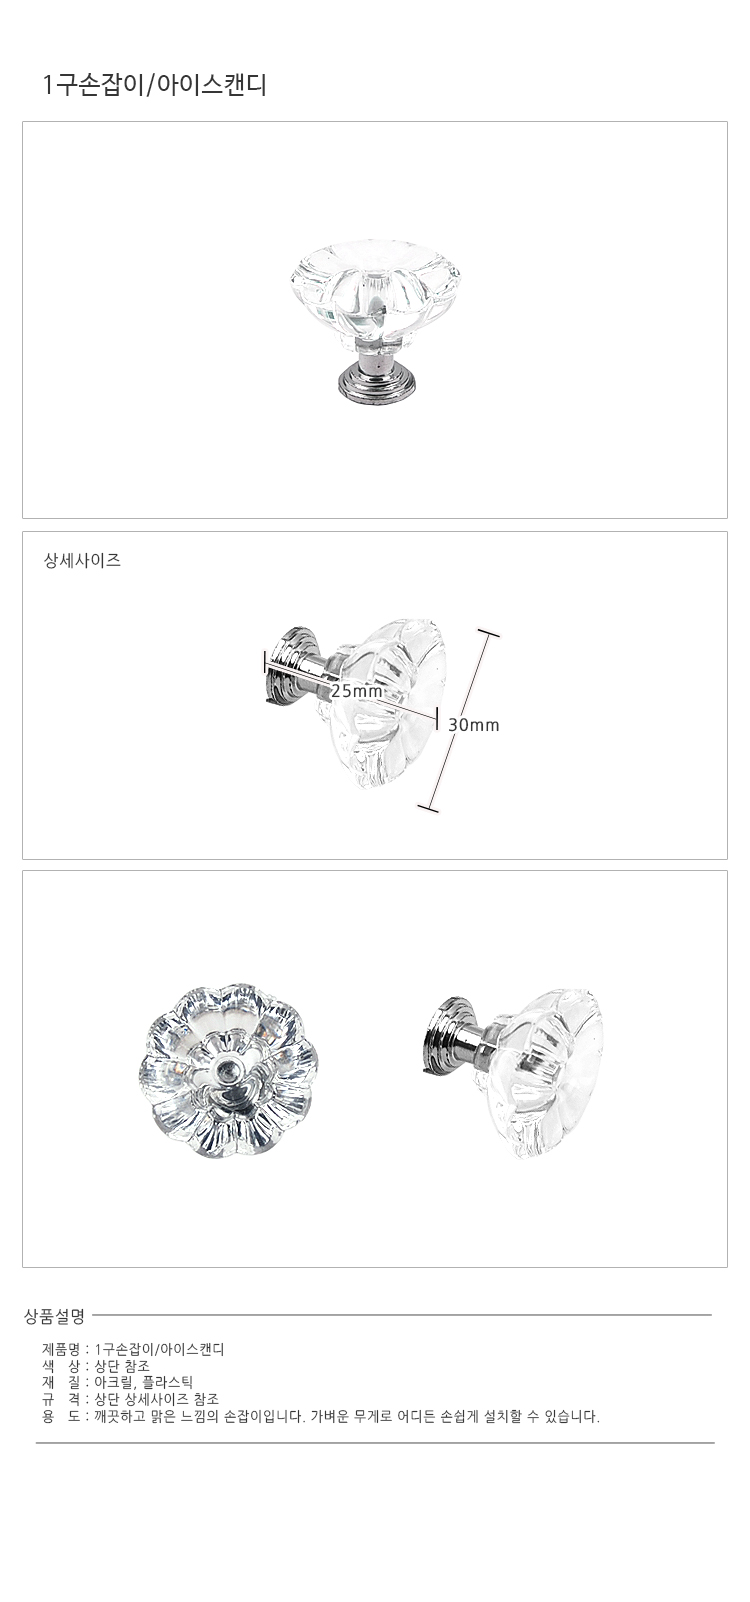 1구손잡이/아이스캔디
상세사이즈
25mm
30mm
상품설명
제품명 : 1구손잡이/아이스캔디
색 상 : 상단 참조
재 질 : 아크릴, 플라스틱
규 격 : 상단 상세사이즈 참조
용 도 : 깨끗하고 맑은 느낌의 손잡이입니다. 가벼운 무게로 어디든 손쉽게 설치할 수 있습니다.